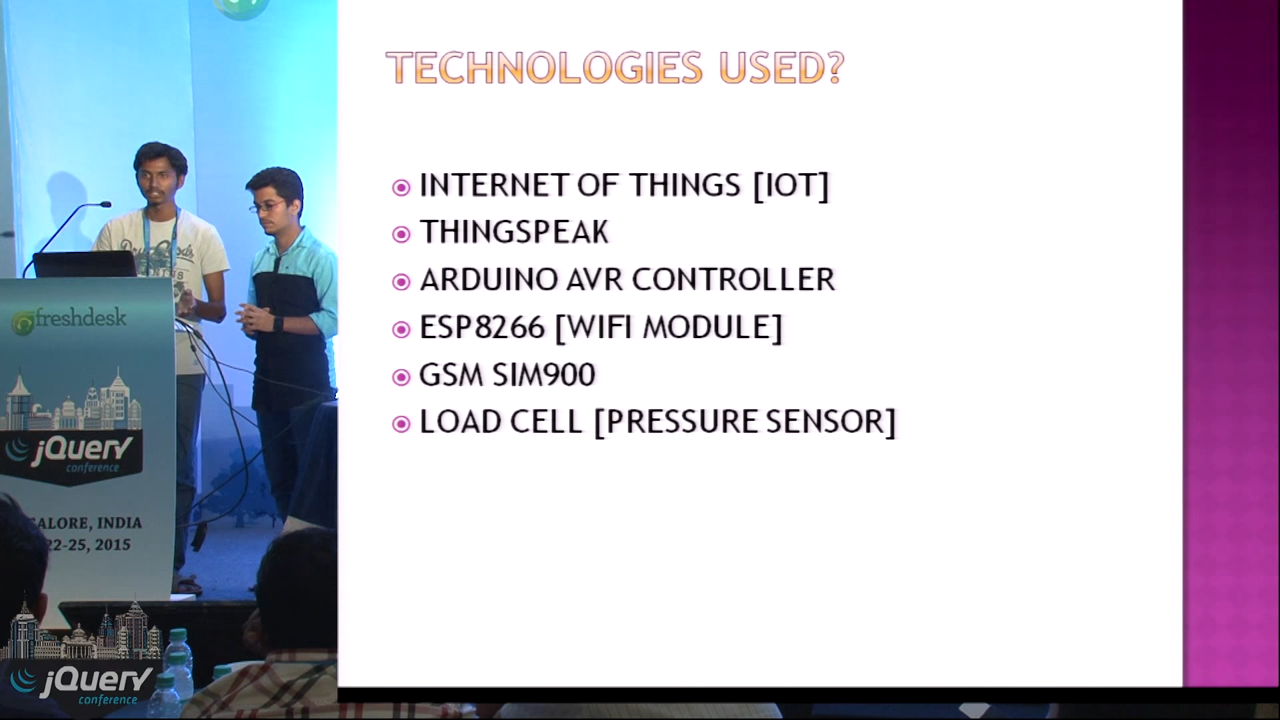 TECHNOLOGIES USED?
INTERNET OF THINGS [IOT]
THINGSPEAK
ARDUINO AVR CONTROLLER
ESP8266 [WIFI MODULE]
GSM SIM900
LOAD CELL [PRESSURE SENSOR]
freshdesk
jQuery
conference
ALORE, INDIA
22-25, 2015
jQuery
conference